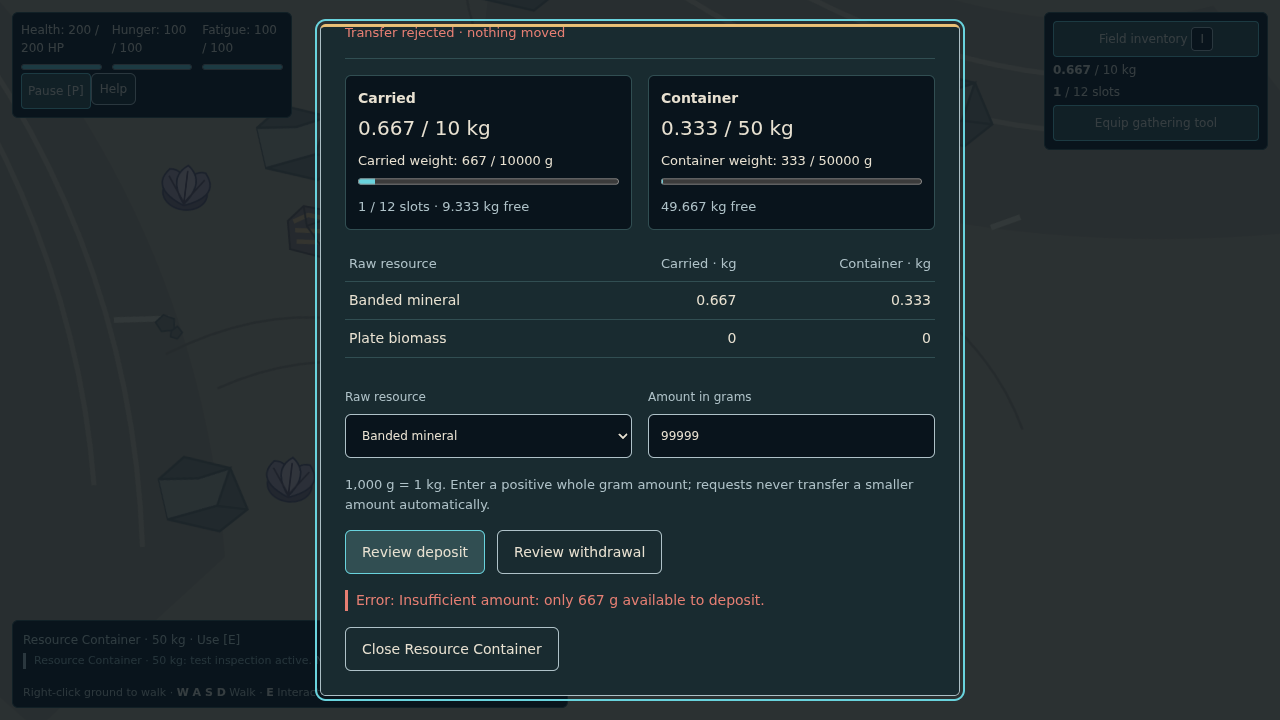 Health: 200 /
200 HP
Hunger: 100
/ 100
Fatigue: 100
/ 100
Pause [P]
Help
Transfer rejected · nothing moved
Carried
0.667 / 10 kg
Carried weight: 667 / 10000 g
1 / 12 slots · 9.333 kg free
Container
0.333 / 50 kg
Container weight: 333 / 50000 g
49.667 kg free
Raw resource Carried · kg Container · kg
Banded mineral 0.667 0.333
Plate biomass 0 0
Raw resource
Banded mineral
Amount in grams
99999
1,000 g = 1 kg. Enter a positive whole gram amount; requests never transfer a smaller
amount automatically.
Review deposit
Review withdrawal
Error: Insufficient amount: only 667 g available to deposit.
Close Resource Container
Field inventory I
0.667 / 10 kg
1 / 12 slots
Equip gathering tool
Resource Container · 50 kg · Use [E]
Resource Container · 50 kg: test inspection active.
Right-click ground to walk · W A S D Walk · E